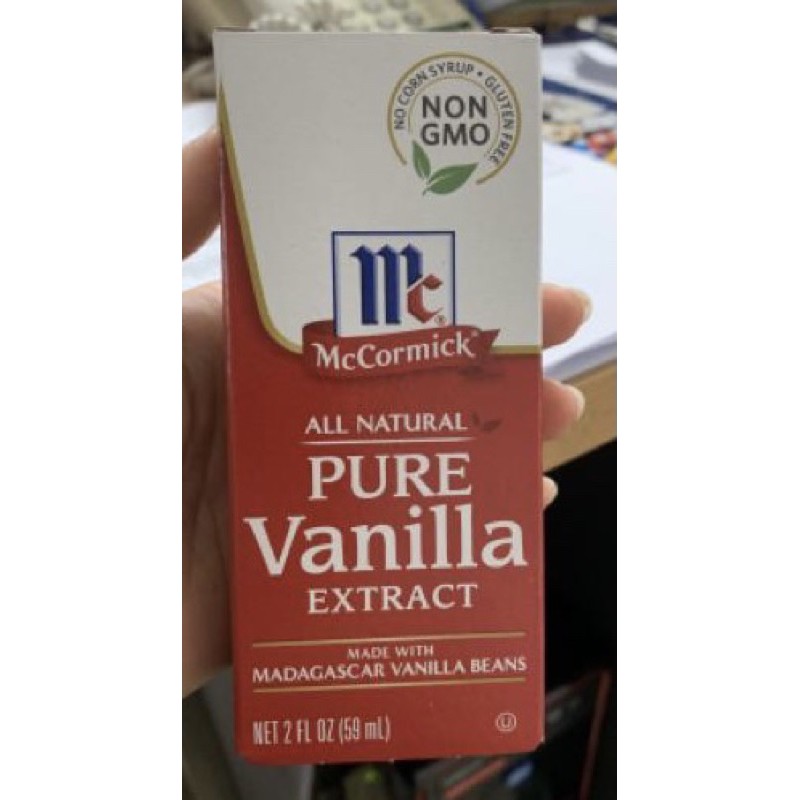 NO CORN SYRUP • GLUTEN FREE
NON
GMO
Mc®
McCormick®
ALL NATURAL
PURE
Vanilla
EXTRACT
MADE WITH
MADAGASCAR VANILLA BEANS
NET 2 FL OZ (59 mL)
U